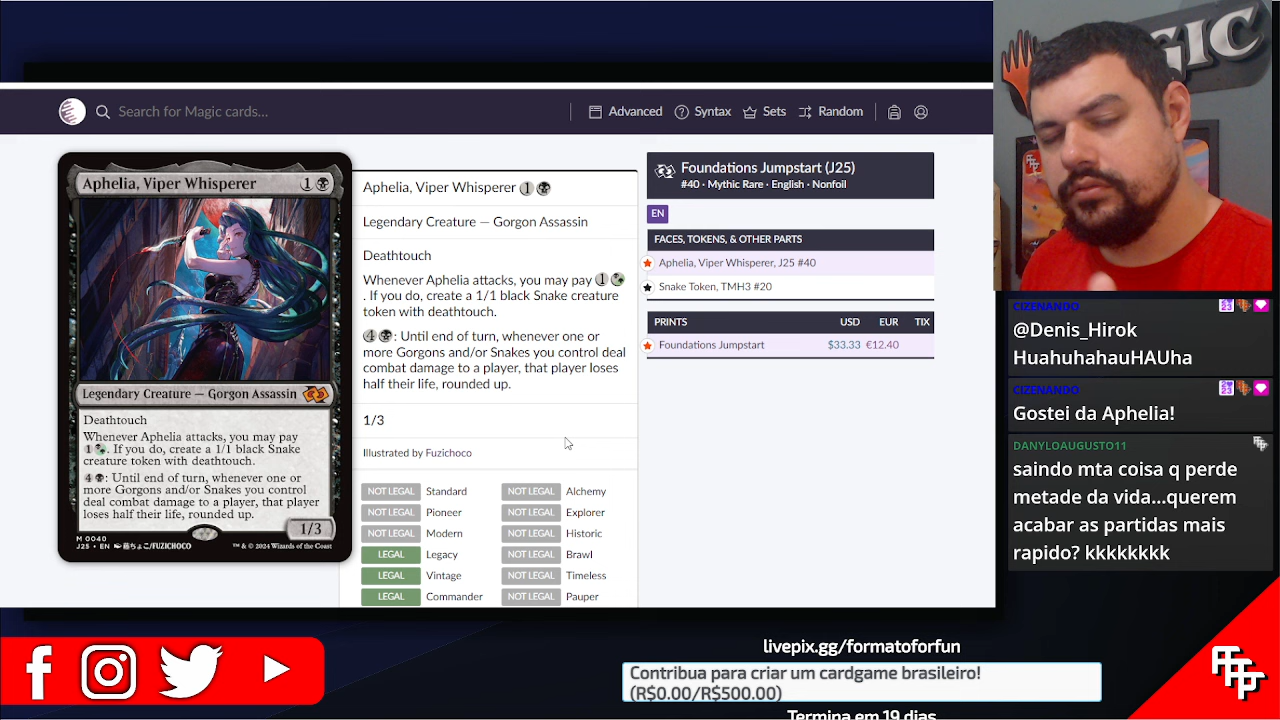 MAGIC
Search for Magic cards...
Advanced
Syntax
Sets
Random
Aphelia, Viper Whisperer 1
Legendary Creature — Gorgon Assassin
Deathtouch
Whenever Aphelia attacks, you may pay 1
. If you do, create a 1/1 black Snake
creature token with deathtouch.
4 : Until end of turn, whenever one or
more Gorgons and/or Snakes you control
deal combat damage to a player, that player
loses half their life, rounded up.
1/3
M 0040
J25 • EN FUZICHOCO
™ & © 2024 Wizards of the Coast
Aphelia, Viper Whisperer 1
Legendary Creature — Gorgon Assassin
Deathtouch
Whenever Aphelia attacks, you may pay 1
. If you do, create a 1/1 black Snake creature
token with deathtouch.
4 : Until end of turn, whenever one or
more Gorgons and/or Snakes you control deal
combat damage to a player, that player loses
half their life, rounded up.
1/3
Illustrated by Fuzichoco
NOT LEGAL Standard NOT LEGAL Alchemy
NOT LEGAL Pioneer NOT LEGAL Explorer
NOT LEGAL Modern NOT LEGAL Historic
LEGAL Legacy NOT LEGAL Brawl
LEGAL Vintage NOT LEGAL Timeless
LEGAL Commander NOT LEGAL Pauper
Foundations Jumpstart (J25)
#40 · Mythic Rare · English · Nonfoil
EN
FACES, TOKENS, & OTHER PARTS
Aphelia, Viper Whisperer, J25 #40
Snake Token, TMH3 #20
PRINTS USD EUR TIX
Foundations Jumpstart $33.33 €12.40
CIZENANDO
@Denis_Hirok
HuahuhahauHAUha
CIZENANDO
Gostei da Aphelia!
DANYLOAUGUSTO11
saindo mta coisa q perde
metade da vida...querem
acabar as partidas mais
rapido? kkkkkkkk
livepix.gg/formatoforfun
Contribua para criar um cardgame brasileiro!
(R$0.00/R$500.00)
Termina em 19 dias
FFF